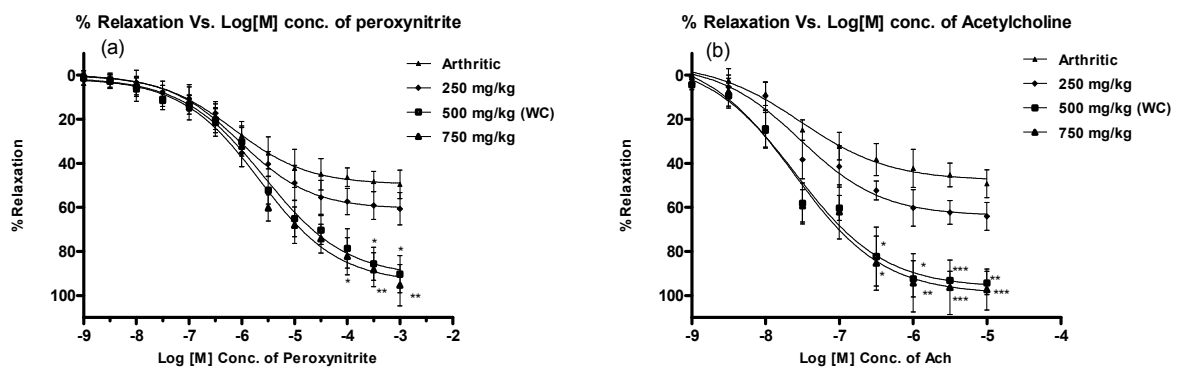 % Relaxation Vs. Log[M] conc. of peroxynitrite
(a)
Arthritic
250 mg/kg
500 mg/kg (WC)
750 mg/kg
0
20
40
60
80
100
%Relaxation
* *
* ** **
-9 -8 -7 -6 -5 -4 -3 -2
Log [M] Conc. of Peroxynitrite
% Relaxation Vs. Log[M] conc. of Acetylcholine
(b)
Arthritic
250 mg/kg
500 mg/kg (WC)
750 mg/kg
0
20
40
60
80
100
%Relaxation
* * *** **
* ** *** ***
-9 -8 -7 -6 -5 -4
Log [M] Conc. of Ach